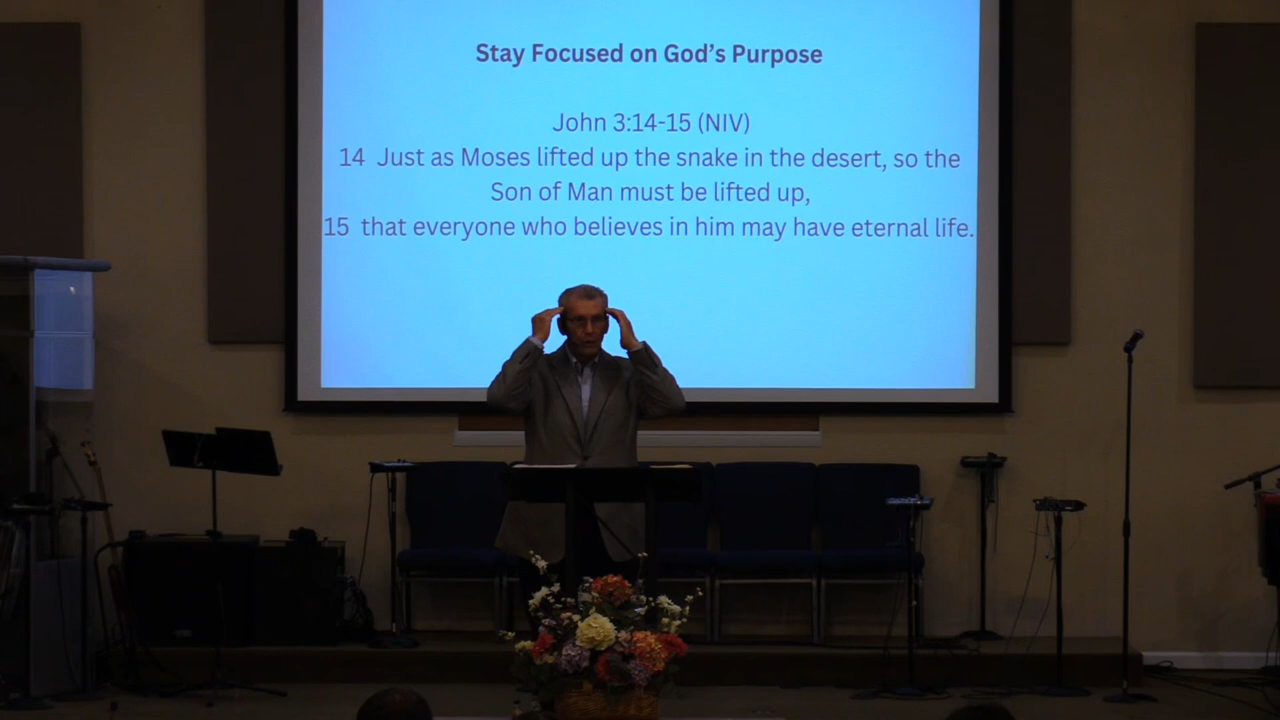 Stay Focused on God’s Purpose
John 3:14-15 (NIV)
14 Just as Moses lifted up the snake in the desert, so the
Son of Man must be lifted up,
15 that everyone who believes in him may have eternal life.